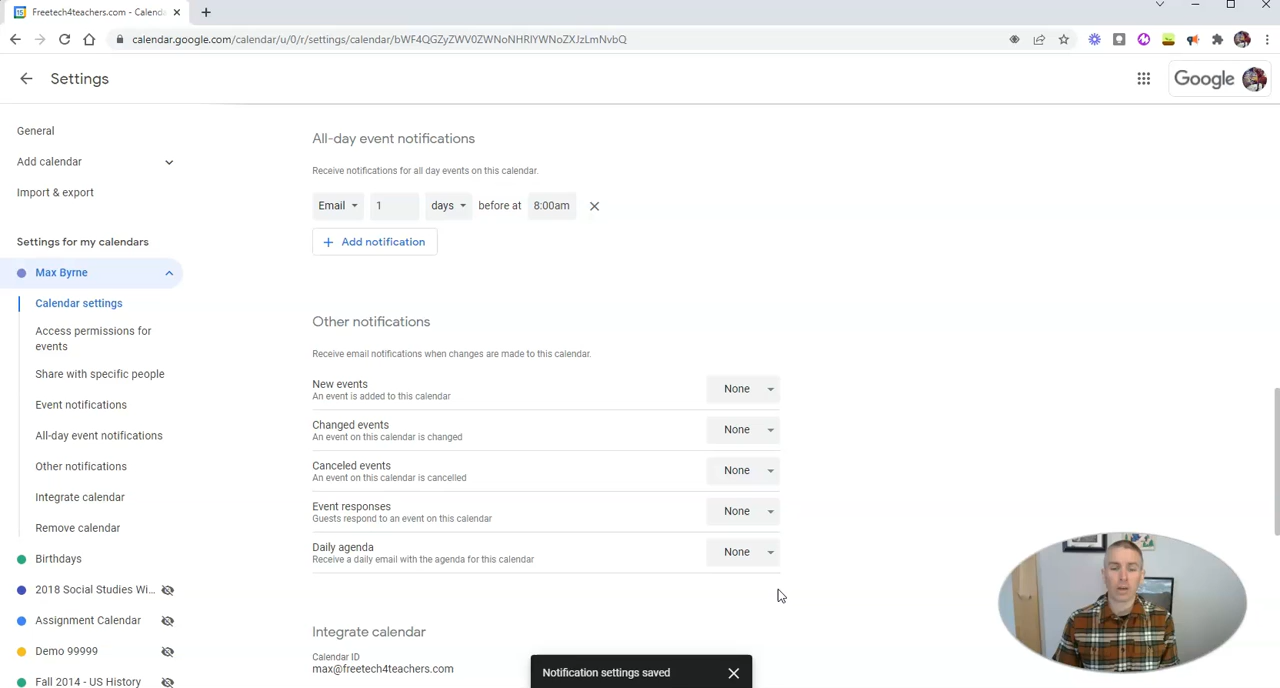 Freetech4teachers.com - Calenda
calendar.google.com/calendar/u/0/r/settings/calendar/bWF4QGZyZWV0ZWNoNHRlYWNoZXJzLmNvbQ
Settings
Google
General
Add calendar
Import & export
Settings for my calendars
Max Byrne
Calendar settings
Access permissions for
events
Share with specific people
Event notifications
All-day event notifications
Other notifications
Integrate calendar
Remove calendar
Birthdays
2018 Social Studies Wi...
Assignment Calendar
Demo 99999
Fall 2014 - US History
All-day event notifications
Receive notifications for all day events on this calendar.
Email 1 days before at 8:00am
Add notification
Other notifications
Receive email notifications when changes are made to this calendar.
New events None
An event is added to this calendar
Changed events None
An event on this calendar is changed
Canceled events None
An event on this calendar is cancelled
Event responses None
Guests respond to an event on this calendar
Daily agenda None
Receive a daily email with the agenda for this calendar
Integrate calendar
Calendar ID
max@freetech4teachers.com
Notification settings saved